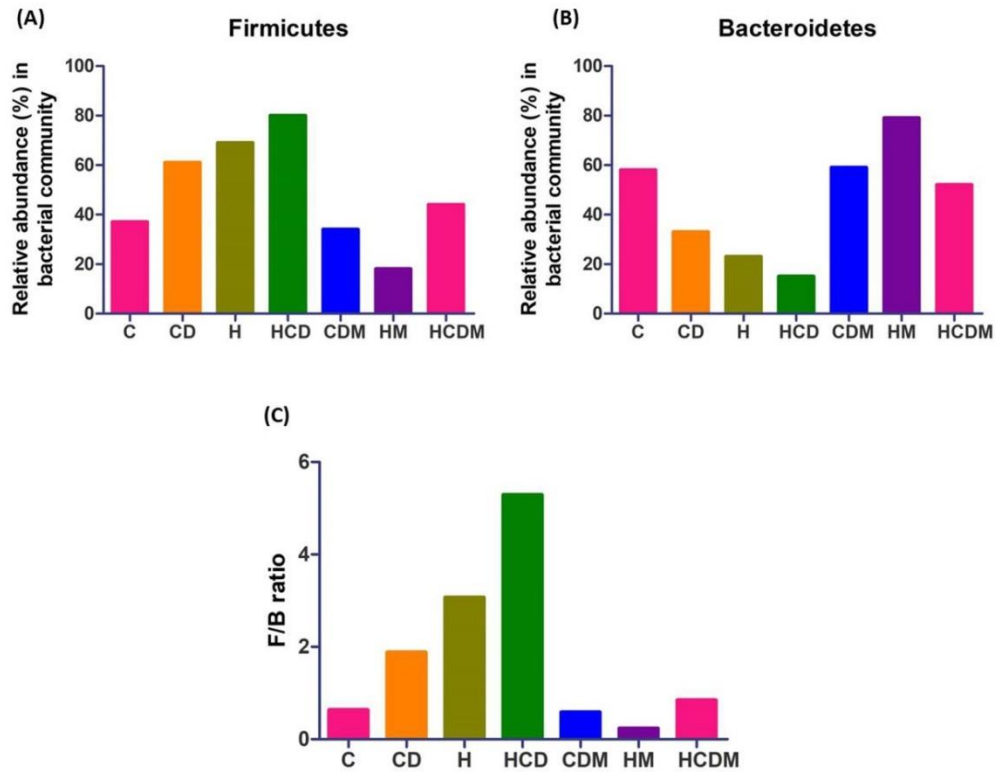 (A)
Firmicutes
Relative abundance (%) in
bacterial community
100
80
60
40
20
0
C CD H HCD CDM HM HCDM
(B)
Bacteroidetes
Relative abundance (%) in
bacterial community
100
80
60
40
20
0
C CD H HCD CDM HM HCDM
(C)
F/B ratio
6
4
2
0
C CD H HCD CDM HM HCDM